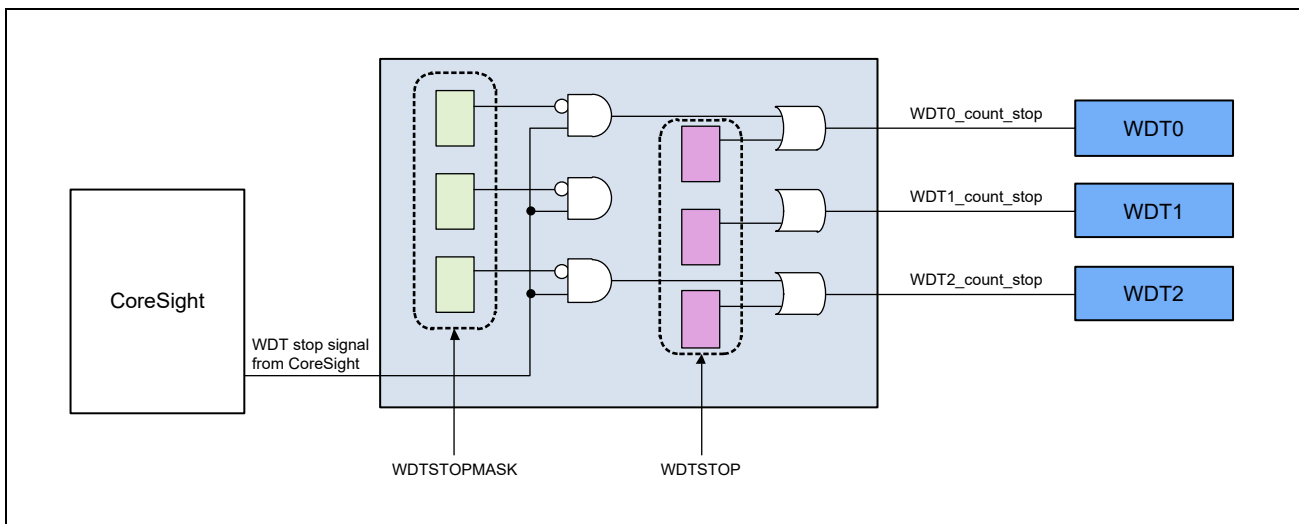 WDT0_count_stop
WDT0
WDT1_count_stop
WDT1
WDT2_count_stop
WDT2
CoreSight
WDT stop signal
from CoreSight
WDTSTOPMASK
WDTSTOP